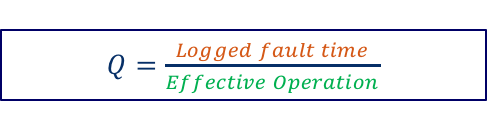 Q = Logged fault time / Effective Operation